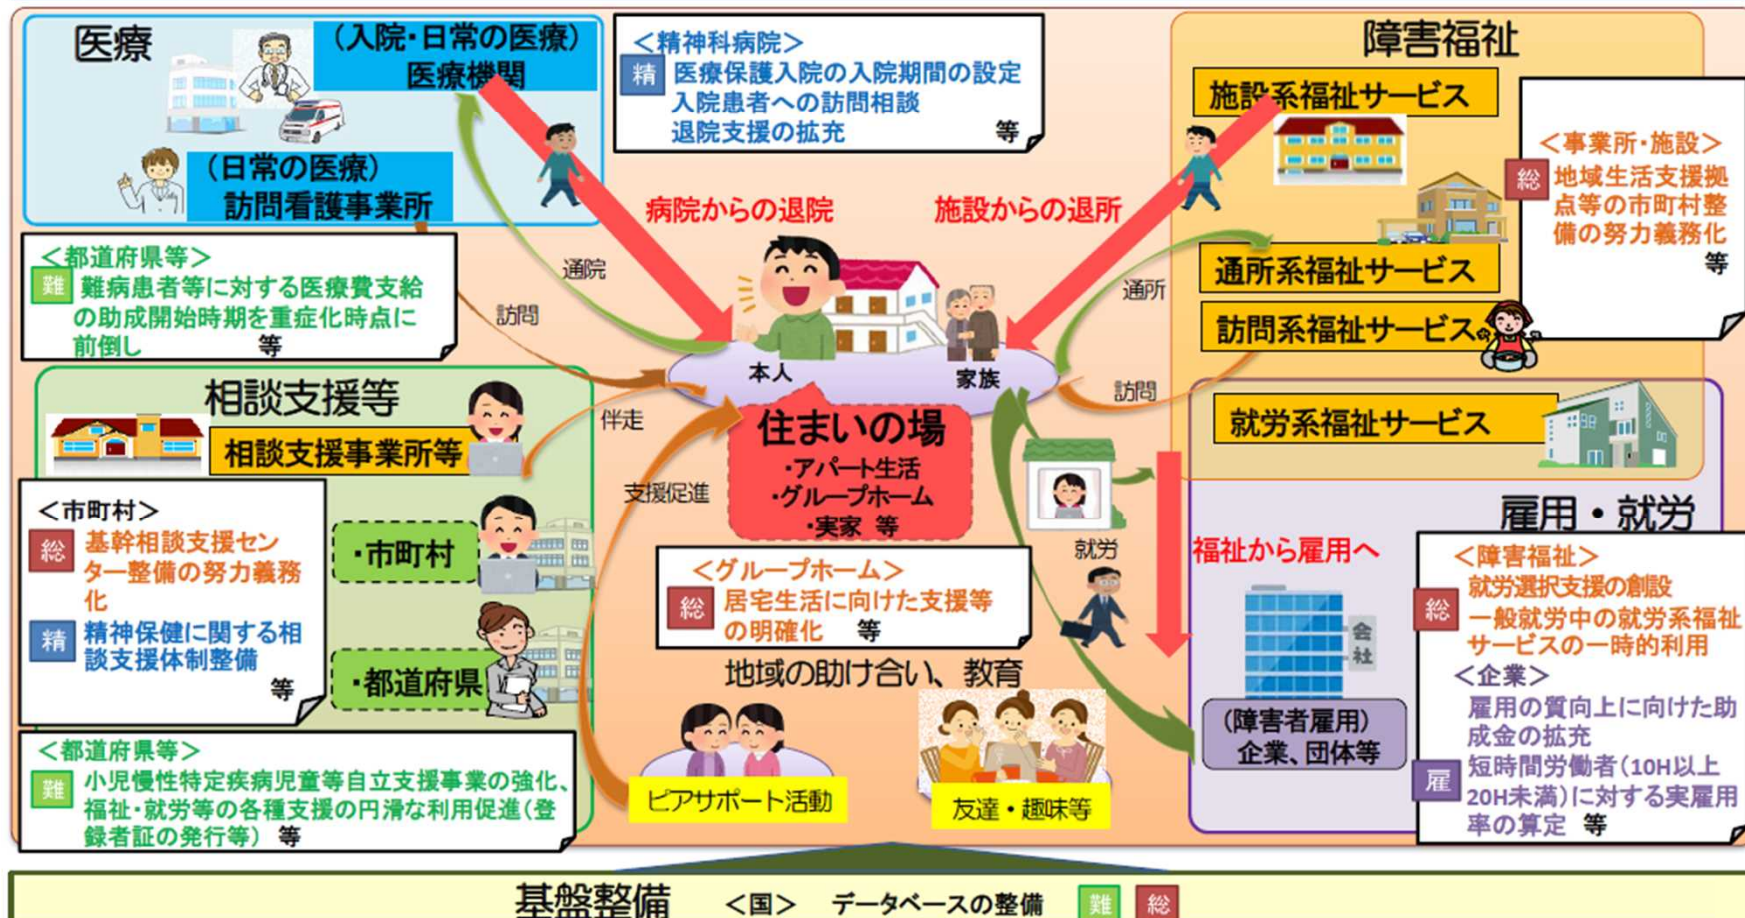 医療
(入院・日常の医療)
医療機関
(日常の医療)
訪問看護事業所
＜精神科病院＞
精 医療保護入院の入院期間の設定
入院患者への訪問相談
退院支援の拡充 等
障害福祉
施設系福祉サービス
通所系福祉サービス
訪問系福祉サービス
就労系福祉サービス
＜事業所・施設＞
総 地域生活支援拠
点等の市町村整
備の努力義務化
等
病院からの退院
施設からの退所
通院
訪問
通所
訪問
＜都道府県等＞
難 難病患者等に対する医療費支給
の助成開始時期を重症化時点に
前倒し 等
本人
家族
住まいの場
・アパート生活
・グループホーム
・実家 等
伴走
支援促進
就労
相談支援等
相談支援事業所等
・市町村
・都道府県
＜市町村＞
総 基幹相談支援セン
ター整備の努力義務
化
精 精神保健に関する相
談支援体制整備
等
＜グループホーム＞
総 居宅生活に向けた支援等
の明確化 等
福祉から雇用へ
雇用・就労
会
社
(障害者雇用)
企業、団体等
＜障害福祉＞
就労選択支援の創設
総 一般就労中の就労系福祉
サービスの一時的利用
＜企業＞
雇用の質向上に向けた助
成金の拡充
雇 短時間労働者(10H以上
20H未満)に対する実雇用
率の算定 等
地域の助け合い、教育
ピアサポート活動
友達・趣味等
＜都道府県等＞
難 小児慢性特定疾病児童等自立支援事業の強化、
福祉・就労等の各種支援の円滑な利用促進(登
録者証の発行等) 等
基盤整備 ＜国＞ データベースの整備 難 総